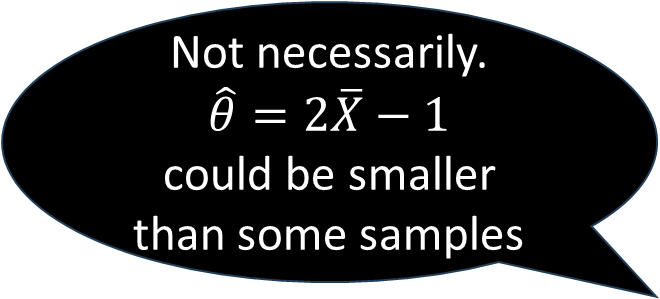 Not necessarily.
θ̂ = 2X̄ − 1
could be smaller
than some samples